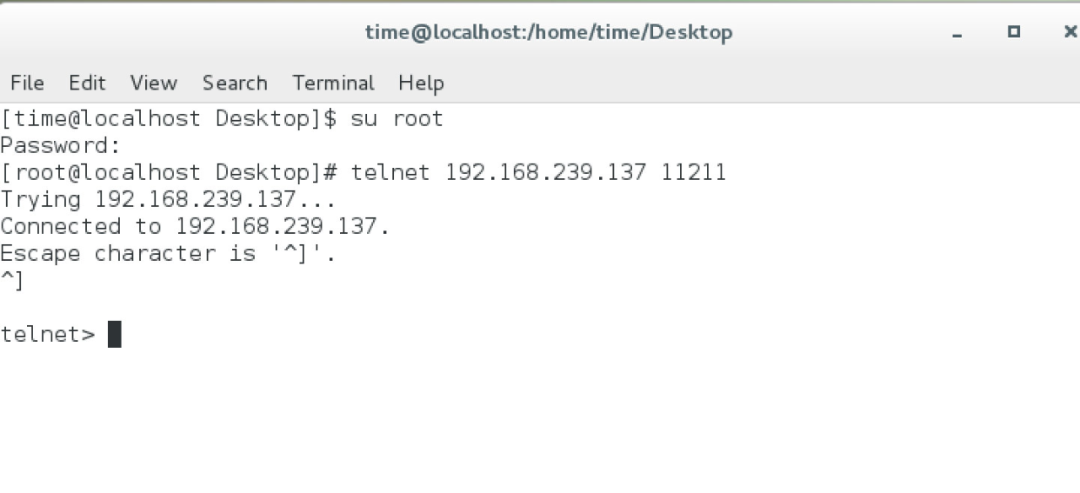 time@localhost:/home/time/Desktop
File Edit View Search Terminal Help
[time@localhost Desktop]$ su root
Password:
[root@localhost Desktop]# telnet 192.168.239.137 11211
Trying 192.168.239.137...
Connected to 192.168.239.137.
Escape character is '^]'.
^]
telnet>